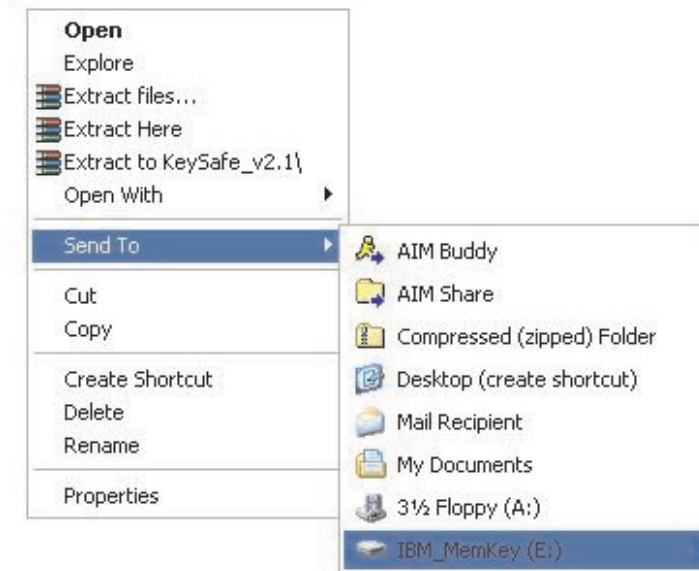 Open
Explore
Extract files...
Extract Here
Extract to KeySafe_v2.1\
Open With
Send To
Cut
Copy
Create Shortcut
Delete
Rename
Properties
AIM Buddy
AIM Share
Compressed (zipped) Folder
Desktop (create shortcut)
Mail Recipient
My Documents
3½ Floppy (A:)
IBM_MemKey (E:)